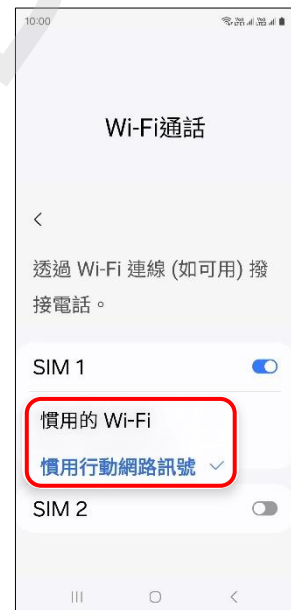 10:00
Wi-Fi通話
透過 Wi-Fi 連線 (如可用) 撥
接電話。
SIM 1
慣用的 Wi-Fi
慣用行動網路訊號
SIM 2